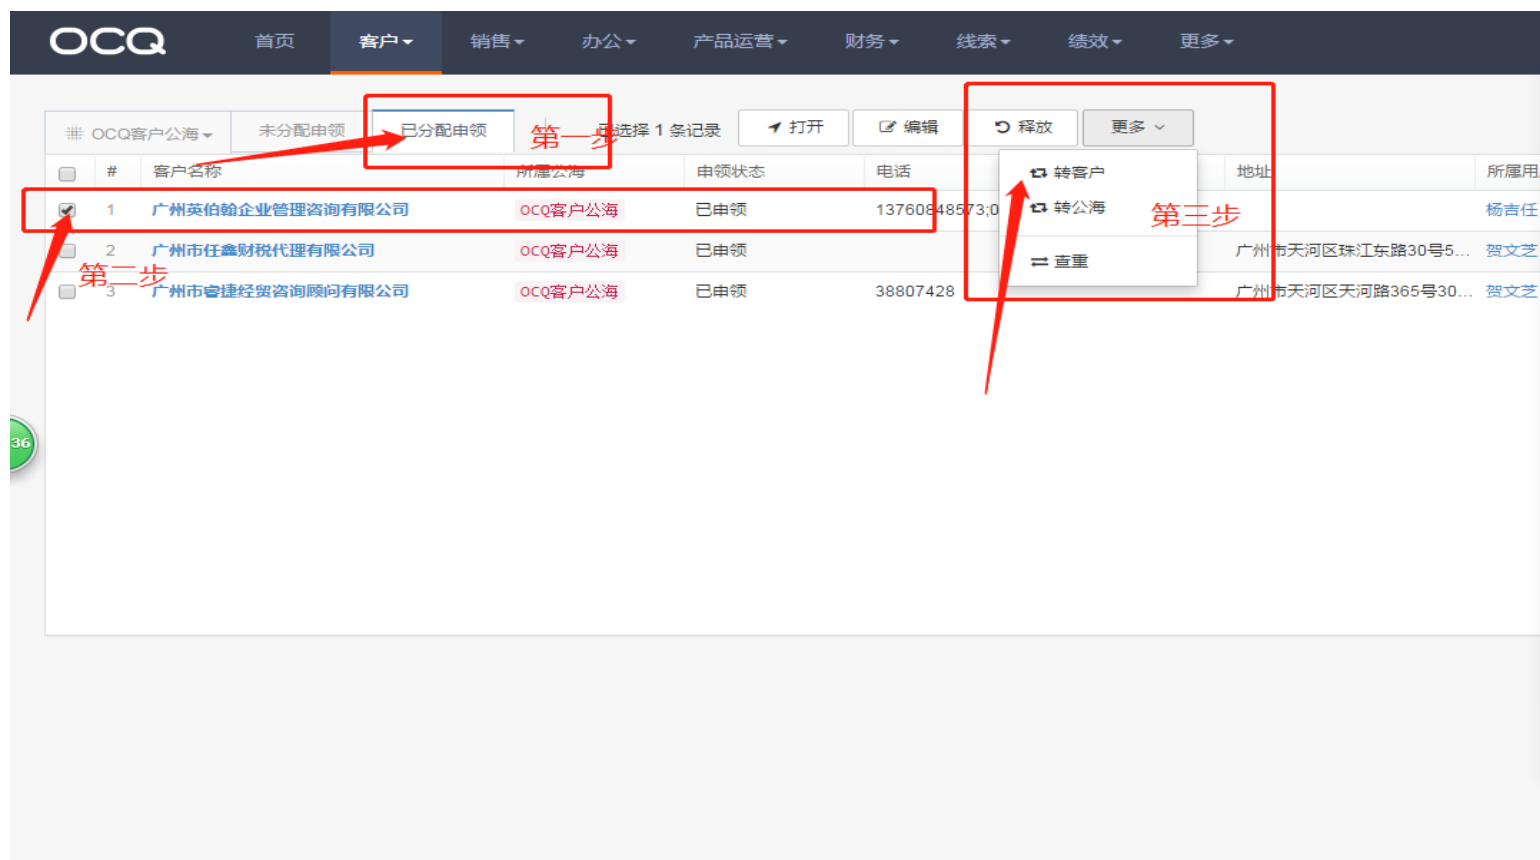 OCQ 首页 客户 销售 办公 产品运营 财务 线索 绩效 更多
OCQ客户公海 未分配申领 已分配申领 第一步 已选择 1 条记录 打开 编辑 释放 更多
# 客户名称 所属公海 申领状态 电话 转客户 地址 所属用
1 广州英伯翰企业管理咨询有限公司 OCQ客户公海 已申领 13760848573;0 转公海 第三步 杨吉任
2 广州市任鑫财税代理有限公司 OCQ客户公海 已申领 查重 广州市天河区珠江东路30号5... 贺文芝
第二步
3 广州市睿捷经贸咨询顾问有限公司 OCQ客户公海 已申领 38807428 广州市天河区天河路365号30... 贺文芝
36